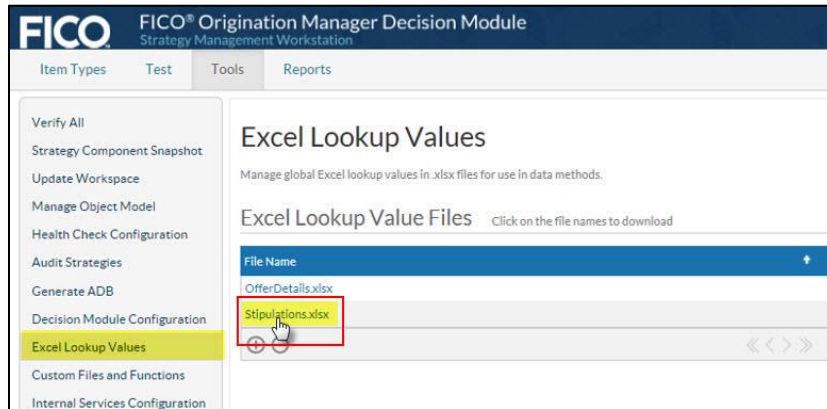 FICO FICO® Origination Manager Decision Module
Strategy Management Workstation
Item Types Test Tools Reports
Verify All
Strategy Component Snapshot
Update Workspace
Manage Object Model
Health Check Configuration
Audit Strategies
Generate ADB
Decision Module Configuration
Excel Lookup Values
Custom Files and Functions
Internal Services Configuration
Excel Lookup Values
Manage global Excel lookup values in .xlsx files for use in data methods.
Excel Lookup Value Files Click on the file names to download
File Name
OfferDetails.xlsx
Stipulations.xlsx